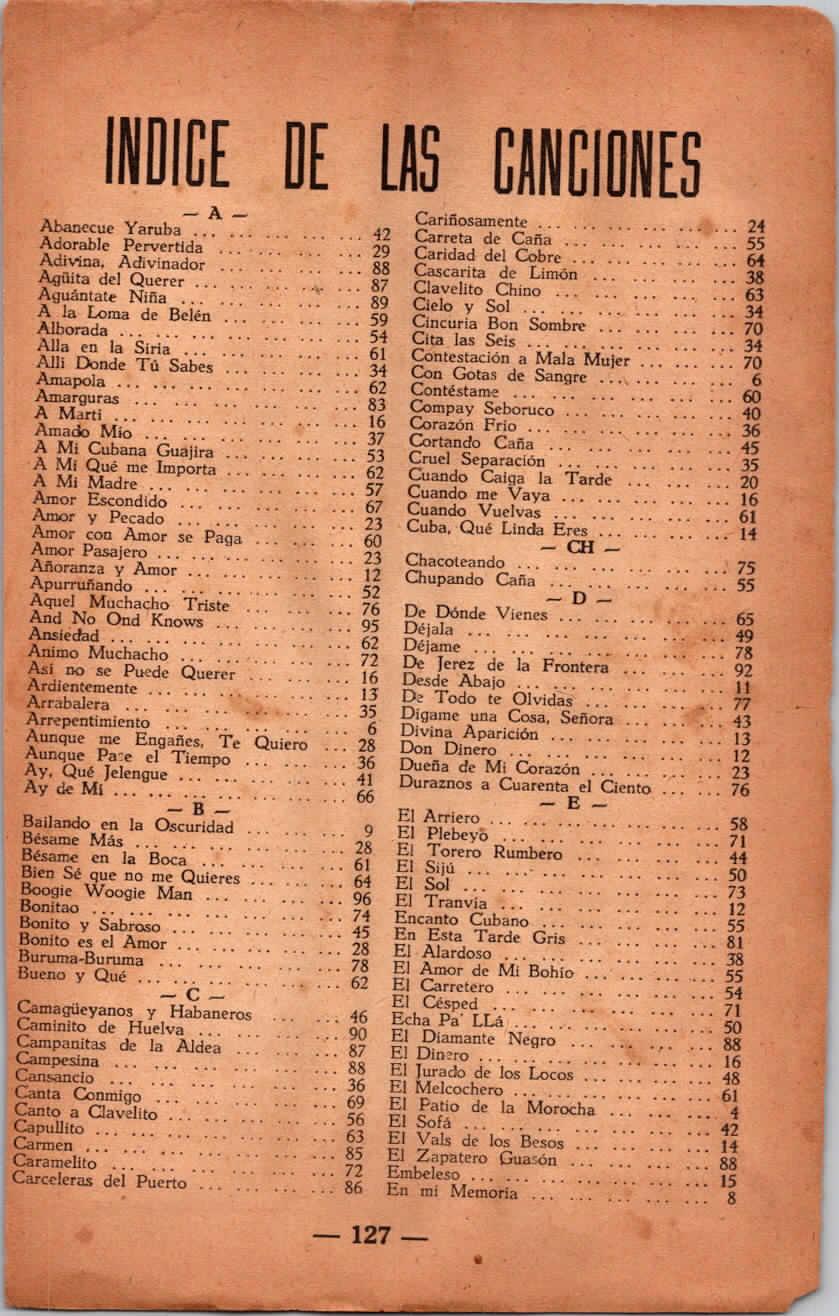 INDICE DE LAS CANCIONES
— A —
Abanecue Yaruba ... 42
Adorable Pervertida ... 29
Adivina, Adivinador ... 88
Agüita del Querer ... 87
Aguántate Niña ... 89
A la Loma de Belén ... 59
Alborada ... 54
Alla en la Siria ... 61
Alli Donde Tú Sabes ... 34
Amapola ... 62
Amarguras ... 83
A Marti ... 16
Amado Mio ... 37
A Mi Cubana Guajira ... 53
A Mí Qué me Importa ... 62
A Mi Madre ... 57
Amor Escondido ... 67
Amor y Pecado ... 23
Amor con Amor se Paga ... 60
Amor Pasajero ... 23
Añoranza y Amor ... 12
Apurruñando ... 52
Aquel Muchacho Triste ... 76
And No Ond Knows ... 95
Ansiedad ... 62
Animo Muchacho ... 72
Asi no se Puede Querer ... 16
Ardientemente ... 13
Arrabalera ... 35
Arrepentimiento ... 6
Aunque me Engañes, Te Quiero ... 28
Aunque Pase el Tiempo ... 36
Ay, Qué Jelengue ... 41
Ay de Mi ... 66
— B —
Bailando en la Oscuridad ... 9
Bésame Más ... 28
Bésame en la Boca ... 61
Bien Sé que no me Quieres ... 64
Boogie Woogie Man ... 96
Bonitao ... 74
Bonito y Sabroso ... 45
Bonito es el Amor ... 28
Buruma-Buruma ... 78
Bueno y Qué ... 62
— C —
Camagüeyanos y Habaneros ... 46
Caminito de Huelva ... 90
Campanitas de la Aldea ... 87
Campesina ... 88
Cansancio ... 36
Canta Conmigo ... 69
Canto a Clavelito ... 56
Capullito ... 63
Carmen ... 85
Caramelito ... 72
Carceleras del Puerto ... 86
Cariñosamente ... 24
Carreta de Caña ... 55
Caridad del Cobre ... 64
Cascarita de Limón ... 38
Clavelito Chino ... 63
Cielo y Sol ... 34
Cincuria Bon Sombre ... 70
Cita las Seis ... 34
Contestación a Mala Mujer ... 70
Con Gotas de Sangre ... 6
Contéstame ... 60
Compay Seboruco ... 40
Corazón Frío ... 36
Cortando Caña ... 45
Cruel Separación ... 35
Cuando Caiga la Tarde ... 20
Cuando me Vaya ... 16
Cuando Vuelvas ... 61
Cuba, Qué Linda Eres ... 14
— CH —
Chacoteando ... 75
Chupando Caña ... 55
— D —
De Dónde Vienes ... 65
Déjala ... 49
Déjame ... 78
De Jerez de la Frontera ... 92
Desde Abajo ... 11
De Todo te Olvidas ... 77
Dígame una Cosa, Señora ... 43
Divina Aparición ... 13
Don Dinero ... 12
Dueña de Mi Corazón ... 23
Duraznos a Cuarenta el Ciento ... 76
— E —
El Arriero ... 58
El Plebeyo ... 71
El Torero Rumbero ... 44
El Sijú ... 50
El Sol ... 73
El Tranvia ... 12
Encanto Cubano ... 55
En Esta Tarde Gris ... 81
El Alardoso ... 38
El Amor de Mi Bohío ... 55
El Carretero ... 54
El Césped ... 71
Echa Pa' LLá ... 50
El Diamante Negro ... 88
El Dinero ... 16
El Jurado de los Locos ... 48
El Melcochero ... 61
El Patio de la Morocha ... 4
El Sofá ... 42
El Vals de los Besos ... 14
El Zapatero Guasón ... 88
Embeleso ... 15
En mi Memoria ... 8
— 127 —